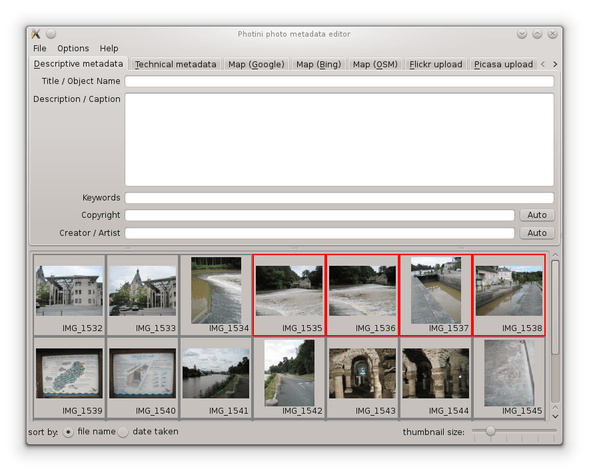 Photini photo metadata editor
File Options Help
Descriptive metadata Technical metadata Map (Google) Map (Bing) Map (OSM) Flickr upload Picasa upload
Title / Object Name
Description / Caption
Keywords
Copyright Auto
Creator / Artist Auto
IMG_1532 IMG_1533 IMG_1534 IMG_1535 IMG_1536 IMG_1537 IMG_1538
IMG_1539 IMG_1540 IMG_1541 IMG_1542 IMG_1543 IMG_1544 IMG_1545
sort by: file name date taken thumbnail size: